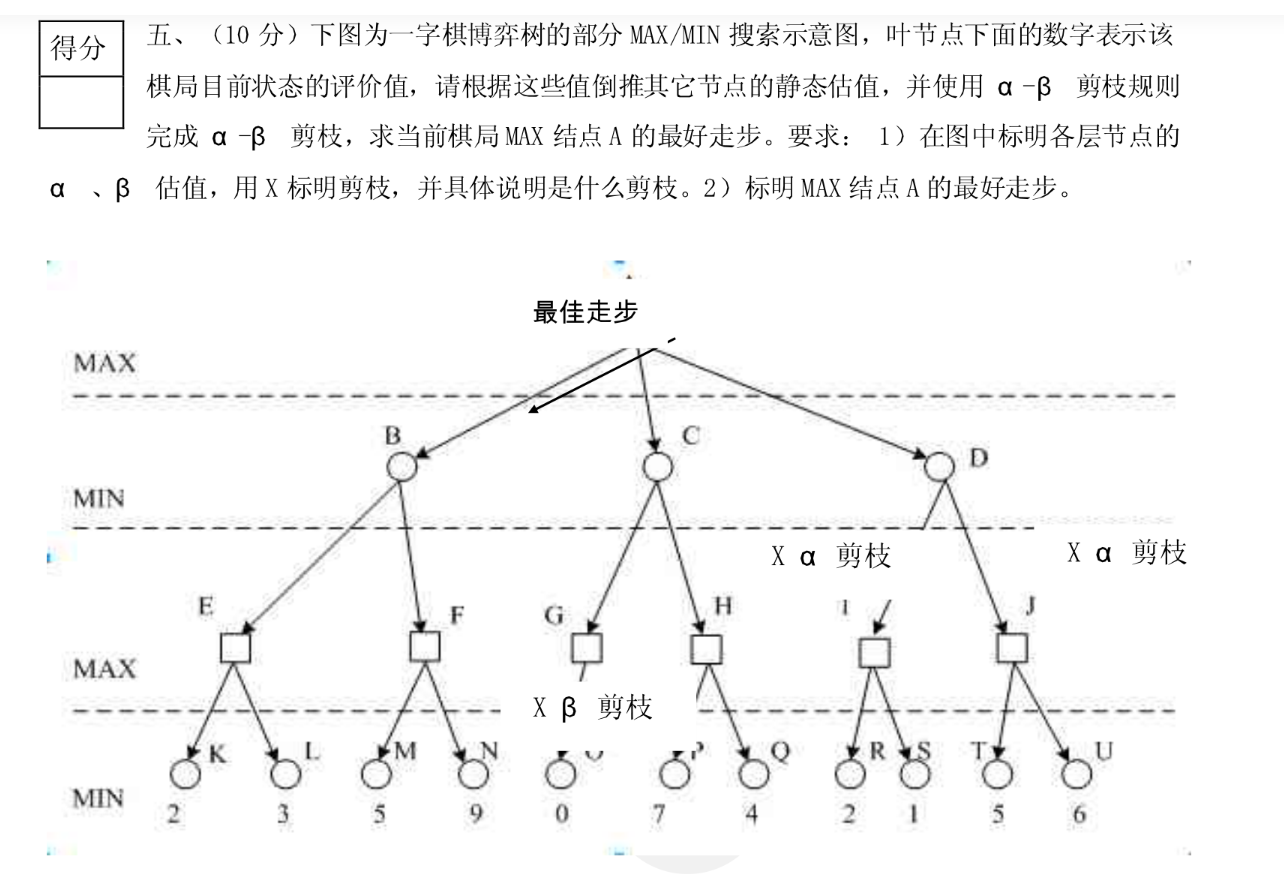 得分
五、（10 分）下图为一字棋博弈树的部分 MAX/MIN 搜索示意图，叶节点下面的数字表示该
棋局目前状态的评价值，请根据这些值倒推其它节点的静态估值，并使用 α -β 剪枝规则
完成 α -β 剪枝，求当前棋局 MAX 结点 A 的最好走步。要求： 1）在图中标明各层节点的
α 、β 估值，用 X 标明剪枝，并具体说明是什么剪枝。2）标明 MAX 结点 A 的最好走步。
最佳走步
MAX
B C D
MIN
X α 剪枝 X α 剪枝
E F G H I J
MAX
X β 剪枝
K L M N P Q R S T U
MIN 2 3 5 9 0 7 4 2 1 5 6